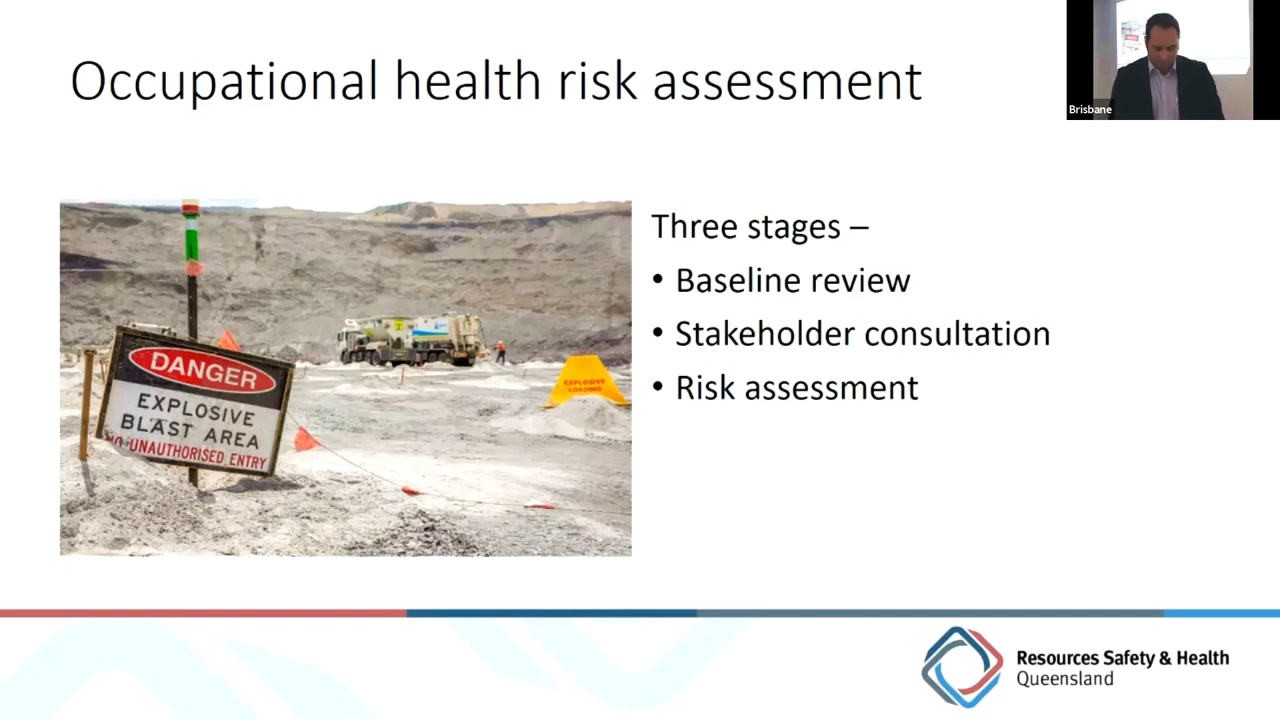 Occupational health risk assessment
Brisbane
Three stages –
• Baseline review
• Stakeholder consultation
• Risk assessment
DANGER
EXPLOSIVE
BLAST AREA
NO UNAUTHORISED ENTRY
EXPLOSIVE
LOADING
Resources Safety & Health
Queensland